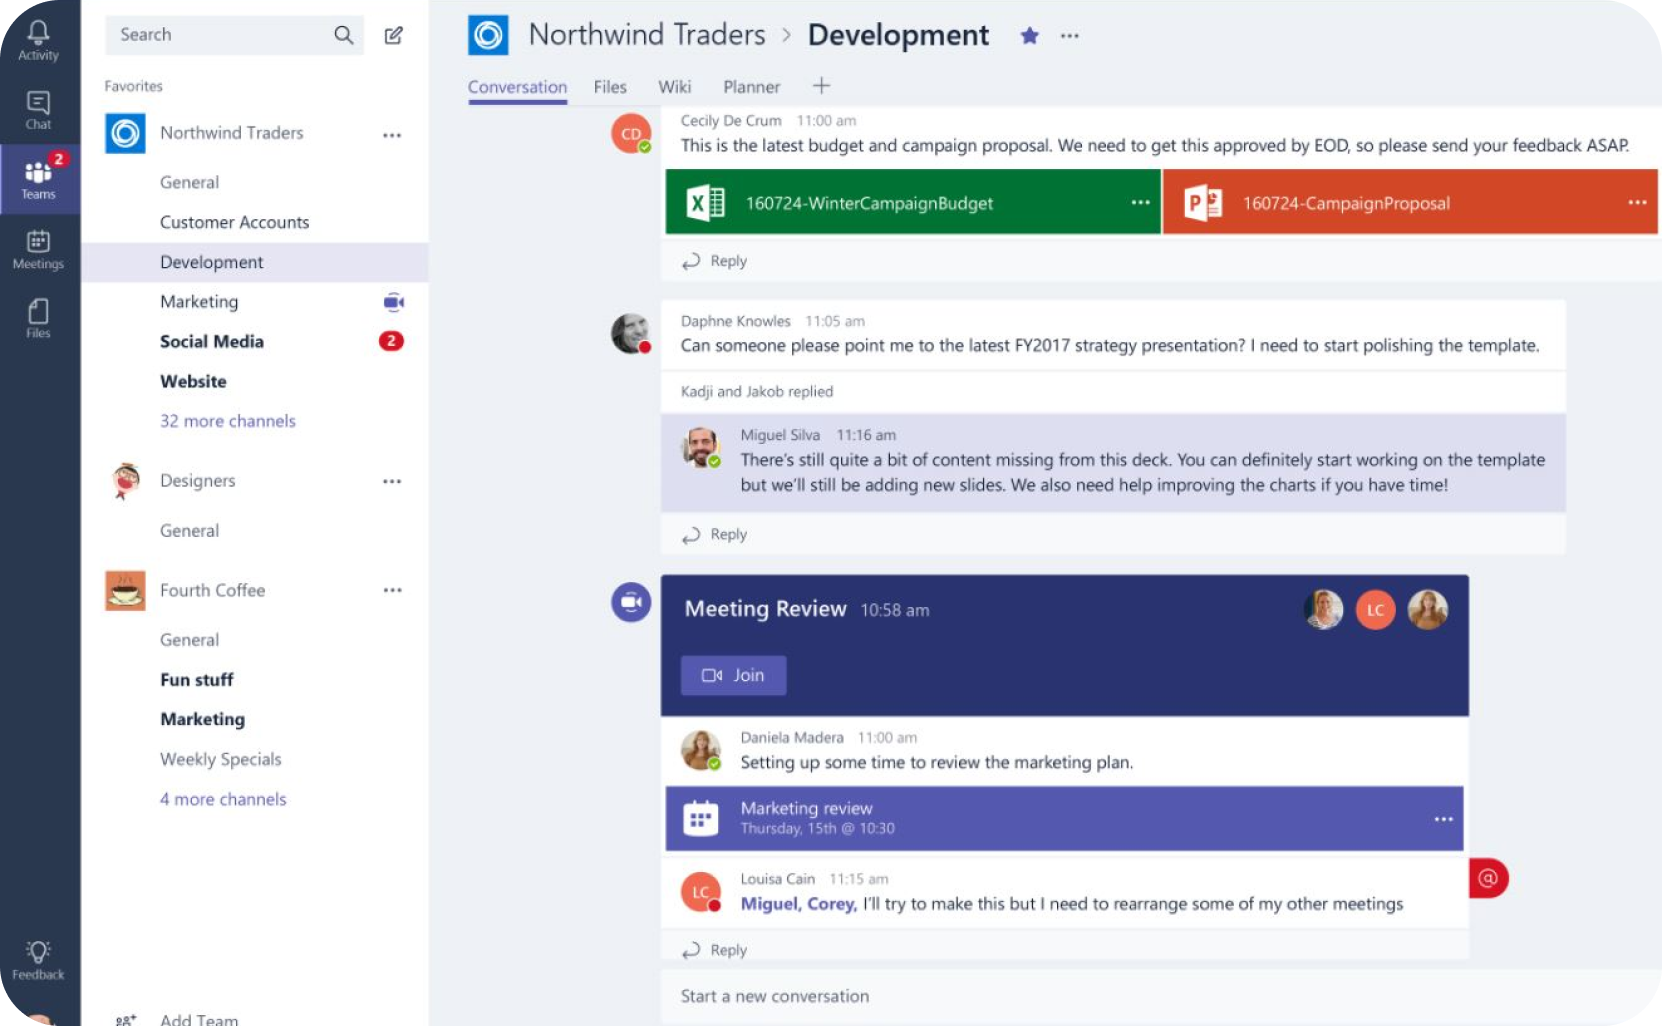 Activity
Chat
2
Teams
Meetings
Files
Feedback
Search
Favorites
Northwind Traders ...
General
Customer Accounts
Development
Marketing
Social Media 2
Website
32 more channels
Designers ...
General
Fourth Coffee ...
General
Fun stuff
Marketing
Weekly Specials
4 more channels
Add Team
Northwind Traders > Development ...
Conversation Files Wiki Planner +
CD
Cecily De Crum 11:00 am
This is the latest budget and campaign proposal. We need to get this approved by EOD, so please send your feedback ASAP.
X 160724-WinterCampaignBudget ... P 160724-CampaignProposal ...
Reply
Daphne Knowles 11:05 am
Can someone please point me to the latest FY2017 strategy presentation? I need to start polishing the template.
Kadji and Jakob replied
Miguel Silva 11:16 am
There's still quite a bit of content missing from this deck. You can definitely start working on the template
but we'll still be adding new slides. We also need help improving the charts if you have time!
Reply
Meeting Review 10:58 am LC
Join
Daniela Madera 11:00 am
Setting up some time to review the marketing plan.
Marketing review
Thursday, 15th @ 10:30 ...
LC
Louisa Cain 11:15 am
@
Miguel, Corey, I'll try to make this but I need to rearrange some of my other meetings
Reply
Start a new conversation